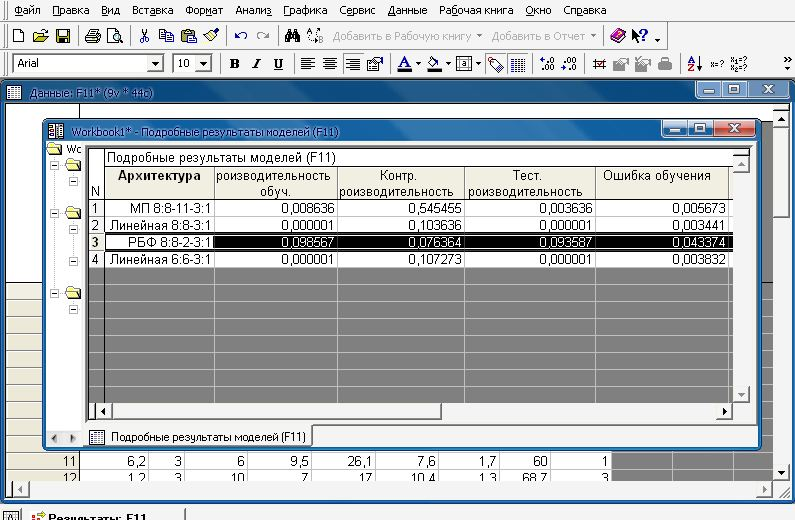 Файл Правка Вид Вставка Формат Анализ Графика Сервис Данные Рабочая книга Окно Справка
Добавить в Рабочую книгу Добавить в Отчет
Arial 10 B I U A
Данные: F11* (9v * 44c)
Workbook1* - Подробные результаты моделей (F11)
Wc
Подробные результаты моделей (F11)
N Архитектура роизводительность обуч. Контр. роизводительность Тест. роизводительность Ошибка обучения
1 МП 8:8-11-3:1 0,008636 0,545455 0,003636 0,005673
2 Линейная 8:8-3:1 0,000001 0,103636 0,000001 0,003441
3 РБФ 8:8-2-3:1 0,098567 0,076364 0,093587 0,043374
4 Линейная 6:6-3:1 0,000001 0,107273 0,000001 0,003832
Подробные результаты моделей (F11)
11 6,2 3 6 9,5 26,1 7,6 1,7 60 1
12 1,2 3 10 7 17 10,4 1,3 68,7 3
Результаты: F11